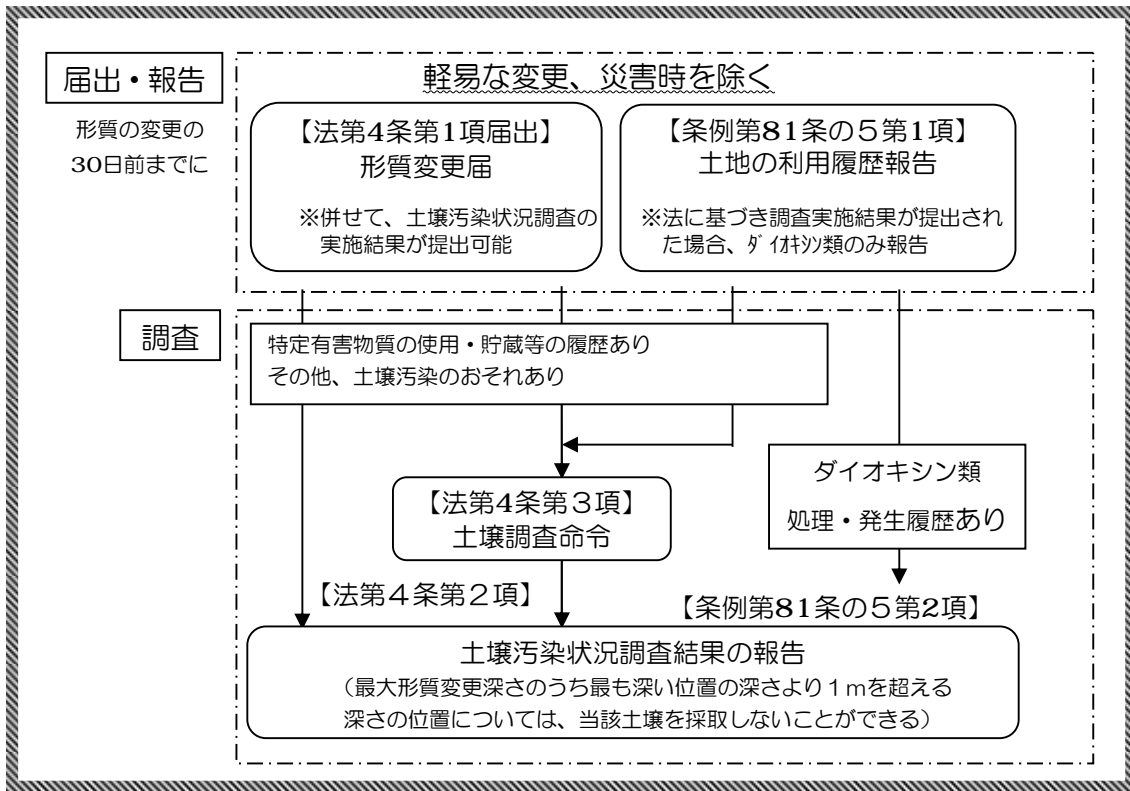 届出・報告
形質の変更の
30日前までに
軽易な変更、災害時を除く
【法第4条第1項届出】
形質変更届
※併せて、土壌汚染状況調査の
実施結果が提出可能
【条例第81条の5第1項】
土地の利用履歴報告
※法に基づき調査実施結果が提出され
た場合、ﾀﾞｲｵｷｼﾝ類のみ報告
調査
特定有害物質の使用・貯蔵等の履歴あり
その他、土壌汚染のおそれあり
【法第4条第３項】
土壌調査命令
ダイオキシン類
処理・発生履歴あり
【法第４条第２項】
【条例第81条の5第2項】
土壌汚染状況調査結果の報告
（最大形質変更深さのうち最も深い位置の深さより１ｍを超える
深さの位置については、当該土壌を採取しないことができる）